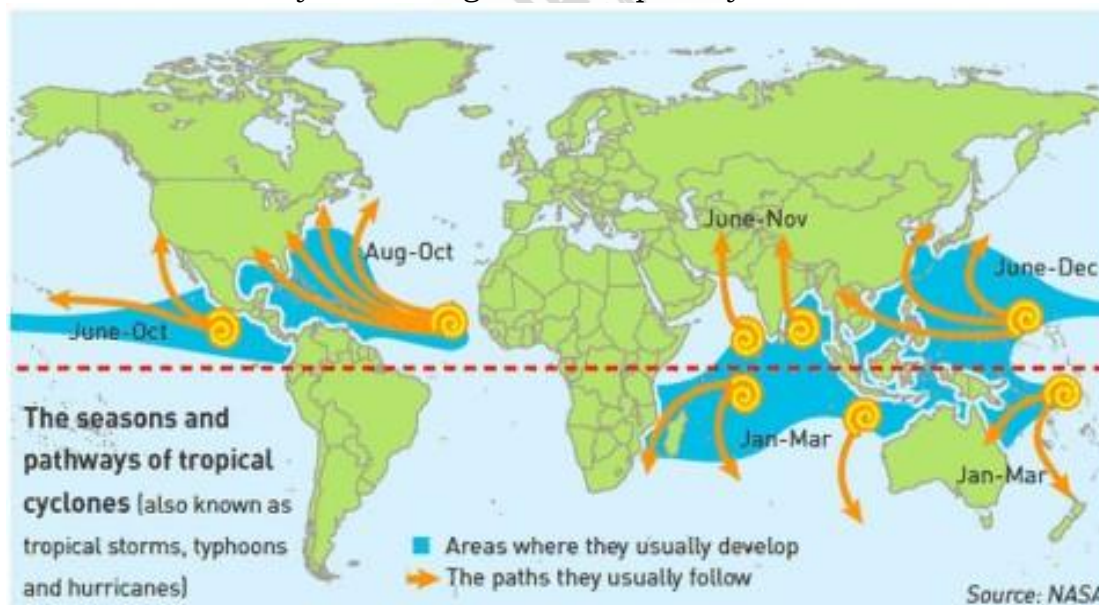 June-Nov
Aug-Oct
June-Dec
June-Oct
The seasons and
pathways of tropical
cyclones (also known as
tropical storms, typhoons
and hurricanes)
Jan-Mar
Jan-Mar
Areas where they usually develop
The paths they usually follow
Source: NASA